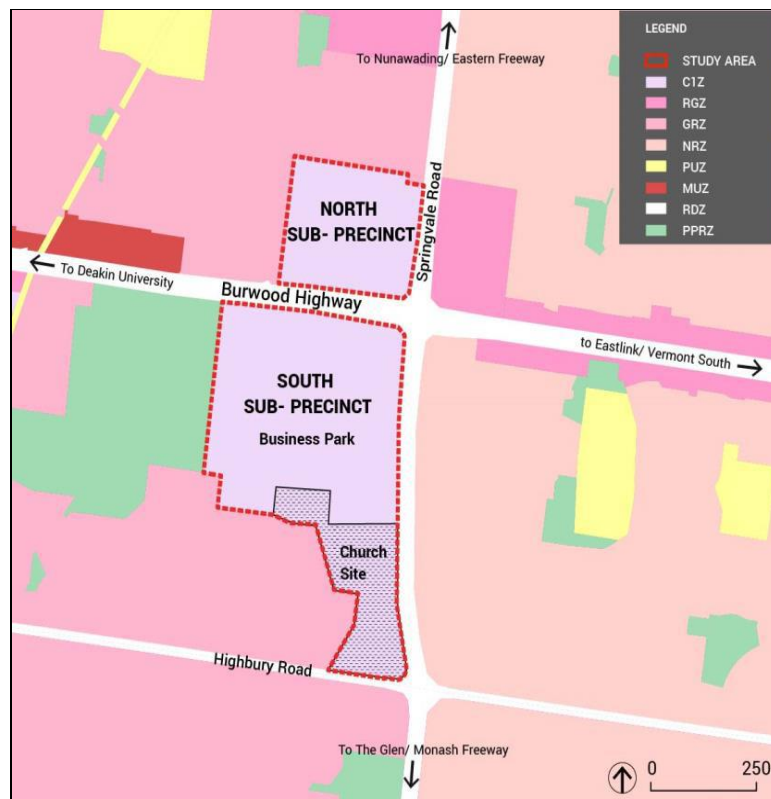 LEGEND
STUDY AREA
C1Z
RGZ
GRZ
NRZ
PUZ
MUZ
RDZ
PPRZ
To Nunawading/ Eastern Freeway
Springvale Road
NORTH
SUB- PRECINCT
To Deakin University
Burwood Highway
to Eastlink/ Vermont South
SOUTH
SUB- PRECINCT
Business Park
Church
Site
Highbury Road
To The Glen/ Monash Freeway
0 250